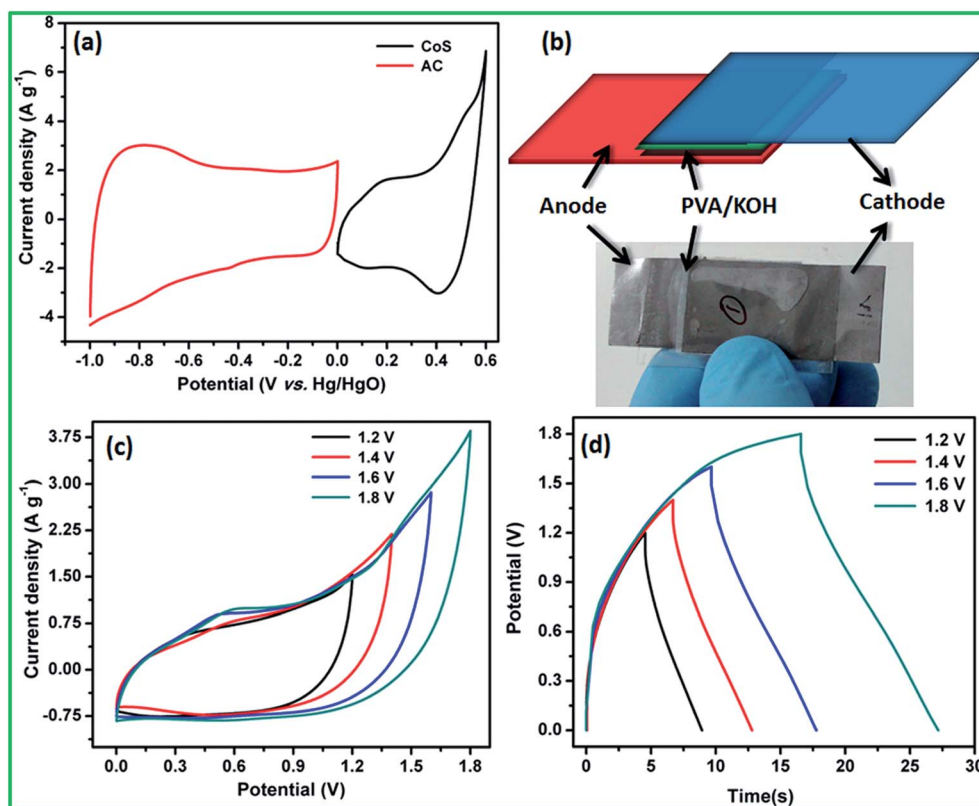 (a)
CoS
AC
Current density (A g⁻¹)
8
6
4
2
0
-2
-4
-1.0 -0.8 -0.6 -0.4 -0.2 0.0 0.2 0.4 0.6
Potential (V vs. Hg/HgO)
(b)
Anode PVA/KOH Cathode
1
(c)
1.2 V
1.4 V
1.6 V
1.8 V
Current density (A g⁻¹)
3.75
3.00
2.25
1.50
0.75
0.00
-0.75
0.0 0.3 0.6 0.9 1.2 1.5 1.8
Potential (V)
(d)
1.2 V
1.4 V
1.6 V
1.8 V
Potential (V)
1.8
1.5
1.2
0.9
0.6
0.3
0.0
0 5 10 15 20 25 30
Time(s)